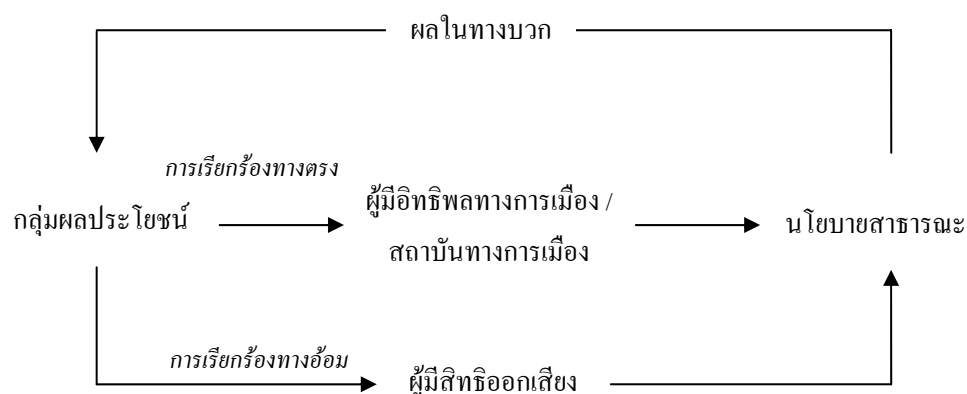 ผลในทางบวก
การเรียกร้องทางตรง
กลุ่มผลประโยชน์
ผู้มีอิทธิพลทางการเมือง /
สถาบันทางการเมือง
นโยบายสาธารณะ
การเรียกร้องทางอ้อม
ผู้มีสิทธิออกเสียง